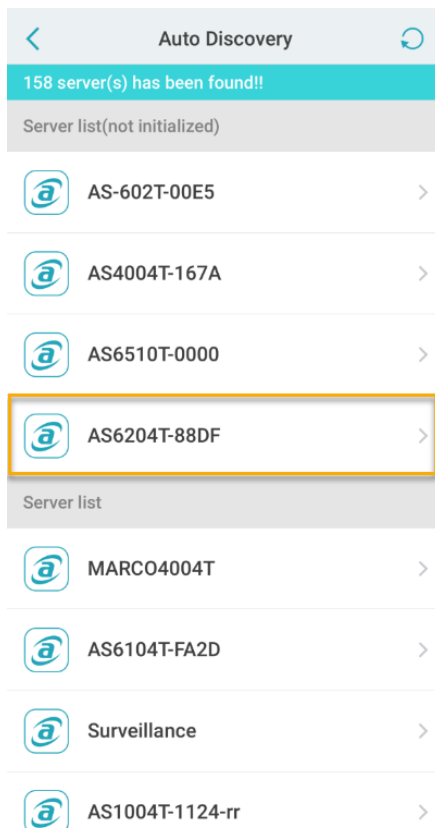 Auto Discovery
158 server(s) has been found!!
Server list(not initialized)
AS-602T-00E5
AS4004T-167A
AS6510T-0000
AS6204T-88DF
Server list
MARCO4004T
AS6104T-FA2D
Surveillance
AS1004T-1124-rr